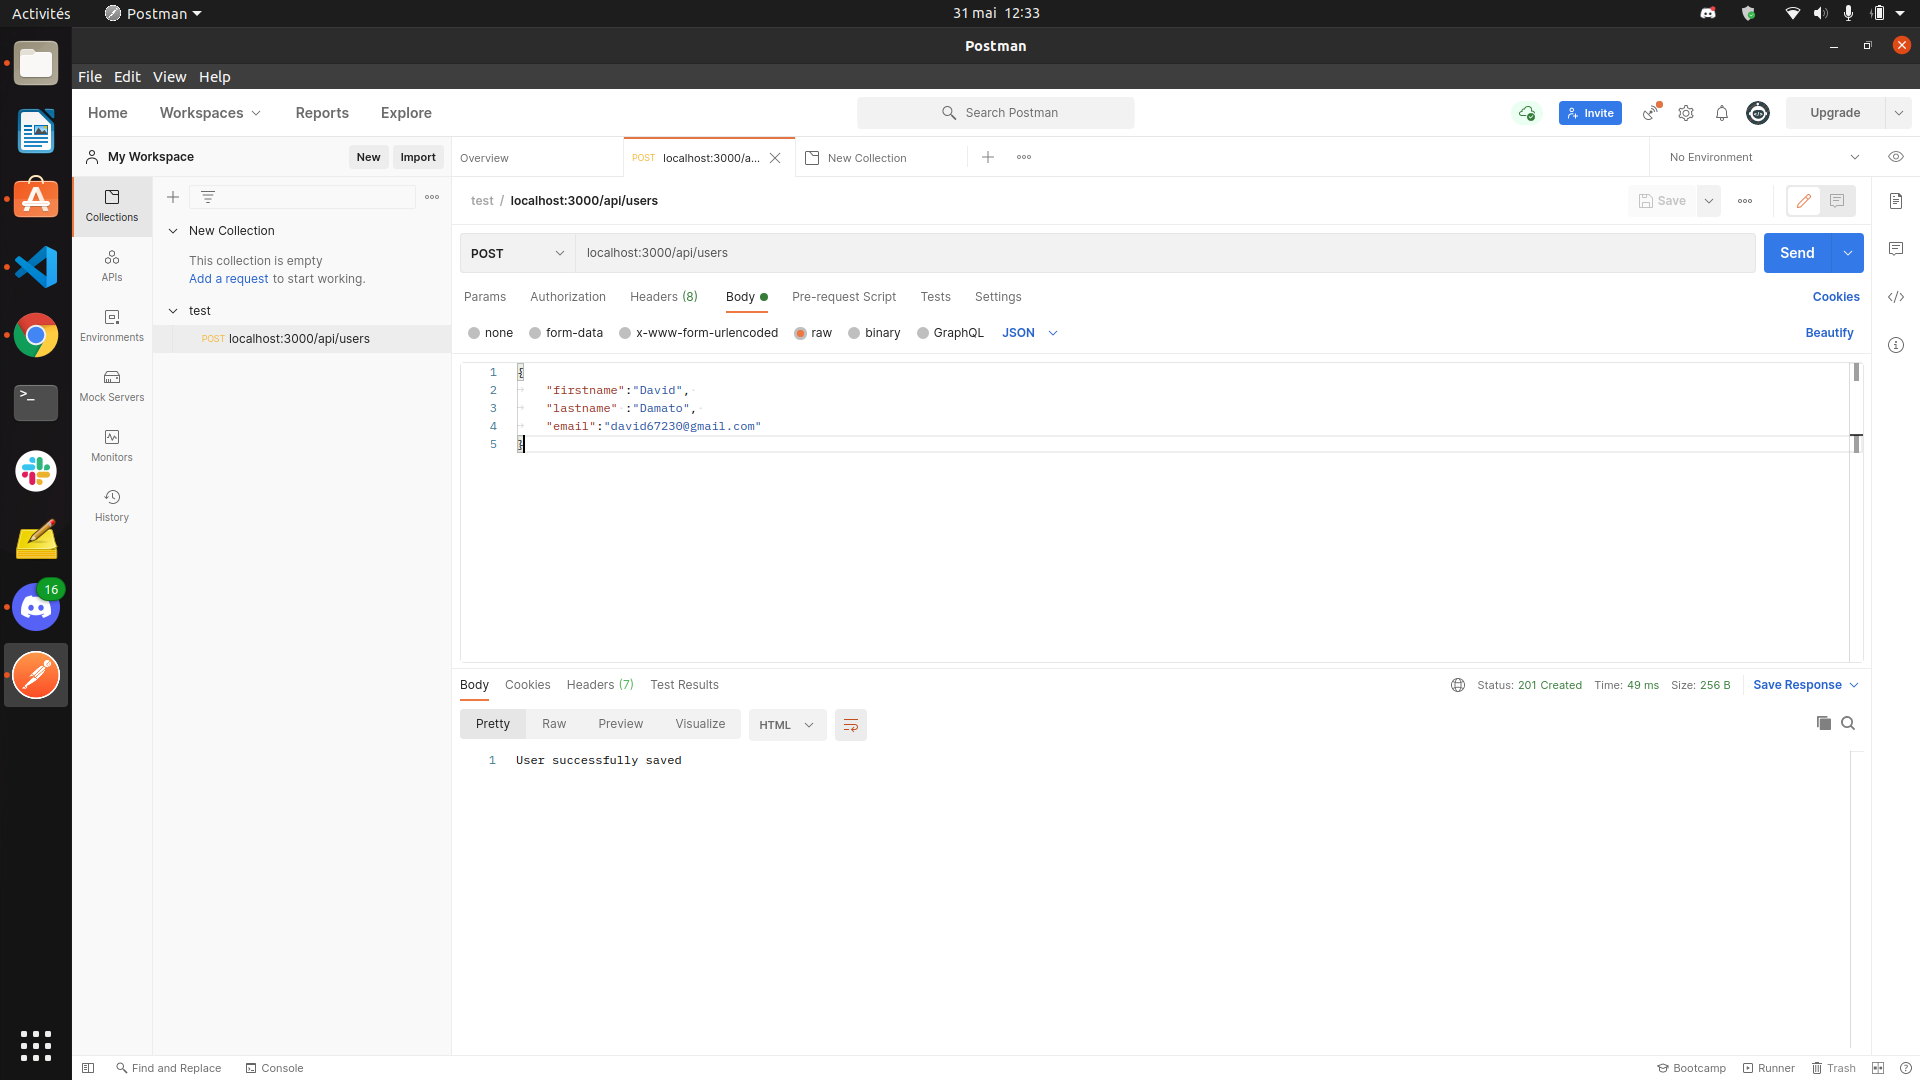 Activités
Postman
31 mai 12:33
Postman
File Edit View Help
Home
Workspaces
Reports
Explore
Search Postman
Invite
Upgrade
My Workspace
New
Import
Overview
POST localhost:3000/a...
New Collection
No Environment
Collections
APIs
Environments
Mock Servers
Monitors
History
New Collection
This collection is empty
Add a request to start working.
test
POST localhost:3000/api/users
test / localhost:3000/api/users
Save
POST
localhost:3000/api/users
Send
Params
Authorization
Headers (8)
Body
Pre-request Script
Tests
Settings
Cookies
none
form-data
x-www-form-urlencoded
raw
binary
GraphQL
JSON
Beautify
1 {
2 "firstname":"David",
3 "lastname" :"Damato",
4 "email":"david67230@gmail.com"
5 }
Body
Cookies
Headers (7)
Test Results
Status: 201 Created
Time: 49 ms
Size: 256 B
Save Response
Pretty
Raw
Preview
Visualize
HTML
1 User successfully saved
16
Find and Replace
Console
Bootcamp
Runner
Trash